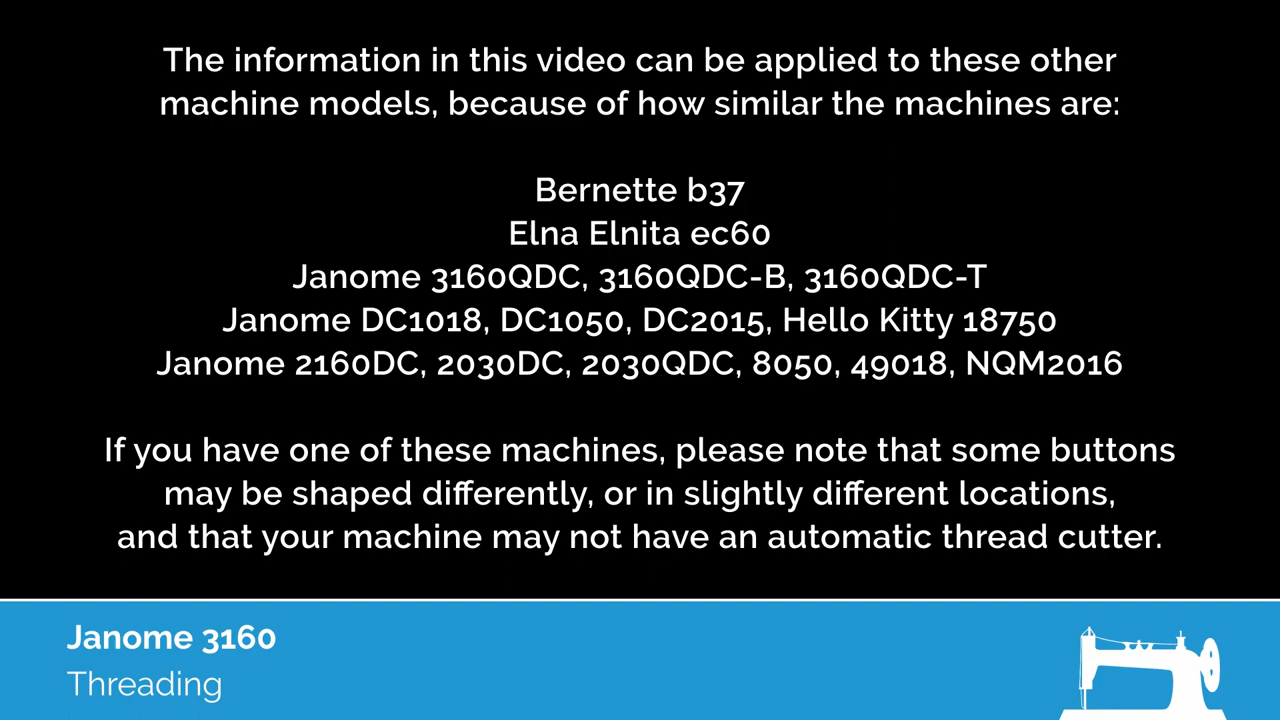 The information in this video can be applied to these other
machine models, because of how similar the machines are:
Bernette b37
Elna Elnita ec60
Janome 3160QDC, 3160QDC-B, 3160QDC-T
Janome DC1018, DC1050, DC2015, Hello Kitty 18750
Janome 2160DC, 2030DC, 2030QDC, 8050, 49018, NQM2016
If you have one of these machines, please note that some buttons
may be shaped differently, or in slightly different locations,
and that your machine may not have an automatic thread cutter.
Janome 3160
Threading